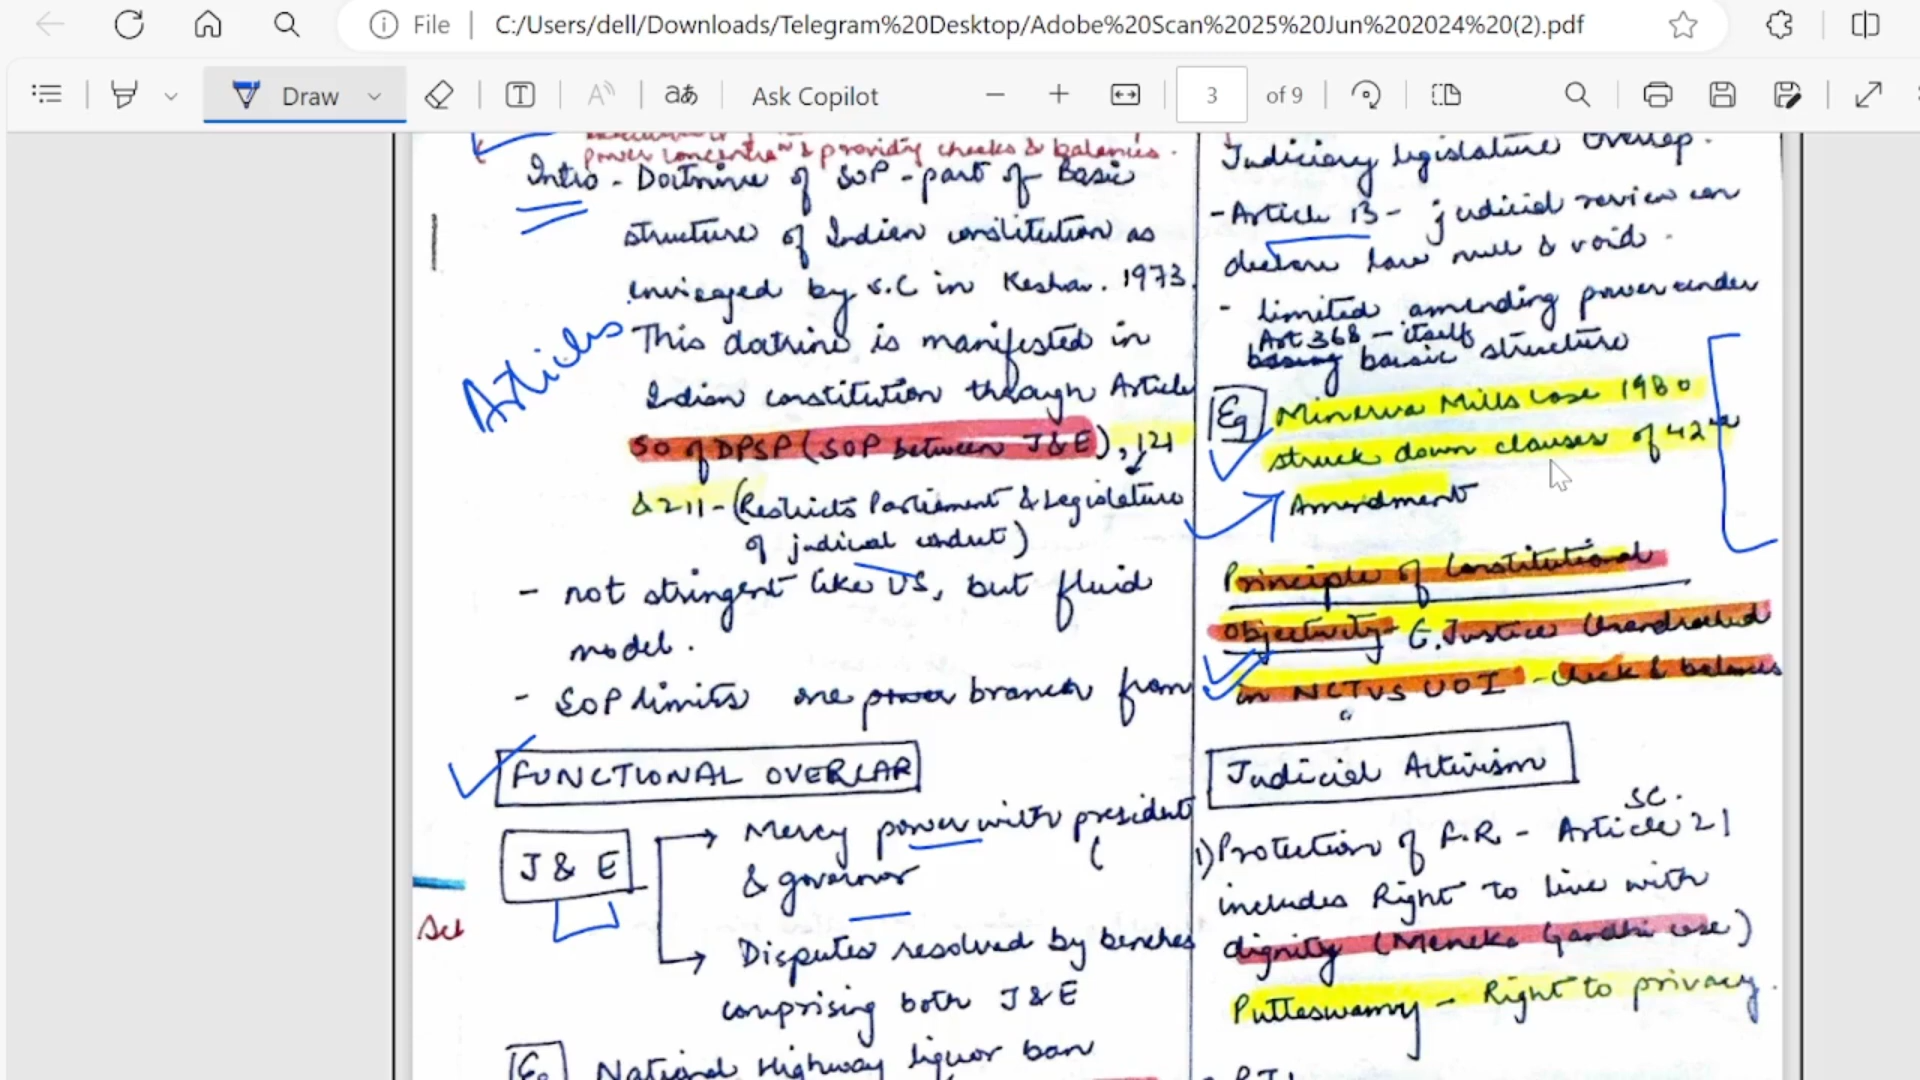 File
C:/Users/dell/Downloads/Telegram%20Desktop/Adobe%20Scan%2025%20Jun%202024%20(2).pdf
Draw
Ask Copilot
3 of 9
power concentraⁿ & providing checks & balances.
Intro - Doctrine of SOP - part of Basic
structure of Indian constitution as
envisaged by S.C in Kesha. 1973.
Articles
This doctrine is manifested in
Indian constitution through Article
50 of DPSP (SOP between J&E), 121
& 211 - (Restricts Parliament & Legislature
of judicial conduct)
- not stringent like US, but fluid
model.
- SOP limits one power branch from
FUNCTIONAL OVERLAP
J & E
Mercy power with president
& governor
Disputes resolved by benches
comprising both J & E
Eg National Highway liquor ban
Judiciary legislature Overlap.
- Article 13 - judicial review can
declare law null & void.
- limited amending power under
Art 368 - itself
basic structure
Eg Minerva Mills Case 1980
struck down clauses of 42nd
Amendment
Principle of Constitutional
Objectivity - Justice Chandrachud
in NCT vs UOI - check & balances
Judicial Activism
SC.
1) Protection of F.R. - Article 21
includes Right to live with
dignity (Meneka Gandhi case)
Puttaswamy - Right to privacy.